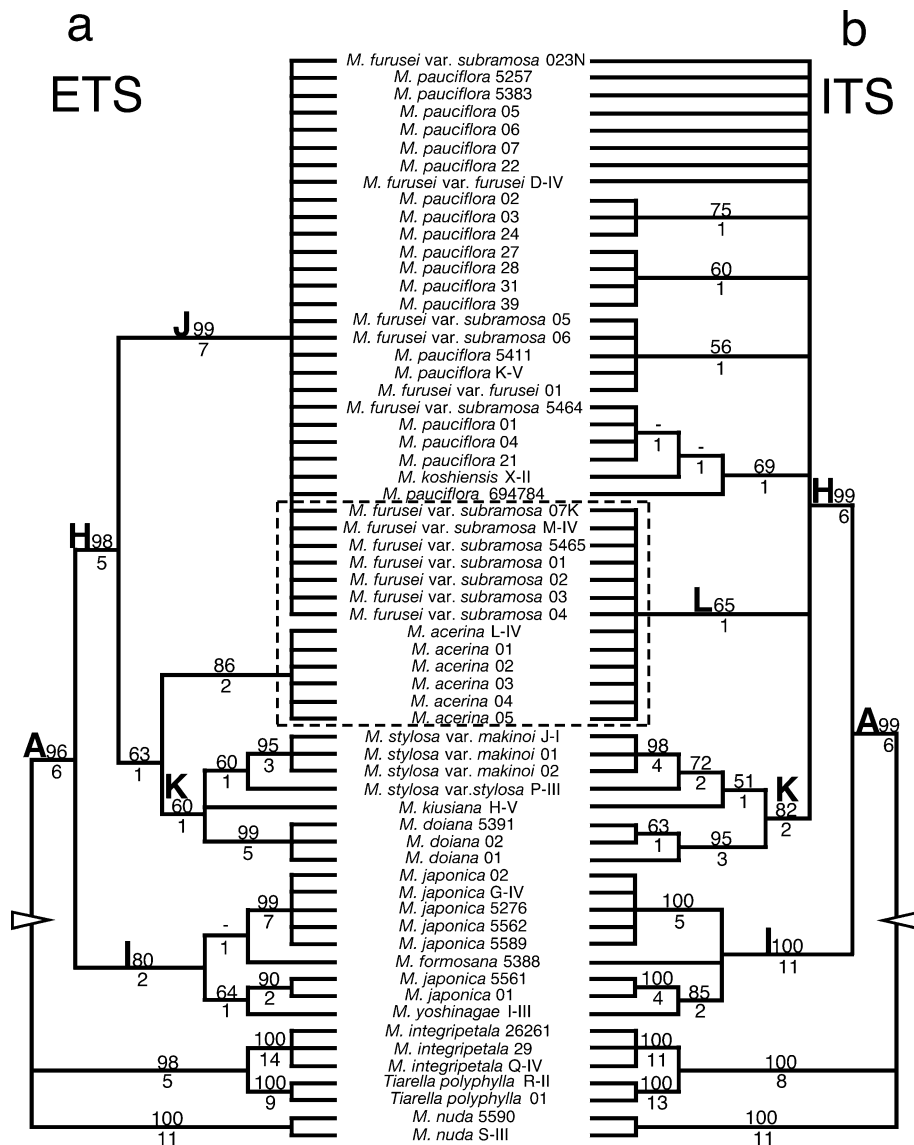 a
b
ETS
ITS
M. furusei var. subramosa 023N
M. pauciflora 5257
M. pauciflora 5383
M. pauciflora 05
M. pauciflora 06
M. pauciflora 07
M. pauciflora 22
M. furusei var. furusei D-IV
M. pauciflora 02
M. pauciflora 03
M. pauciflora 24
M. pauciflora 27
M. pauciflora 28
M. pauciflora 31
M. pauciflora 39
M. furusei var. subramosa 05
M. furusei var. subramosa 06
M. pauciflora 5411
M. pauciflora K-V
M. furusei var. furusei 01
M. furusei var. subramosa 5464
M. pauciflora 01
M. pauciflora 04
M. pauciflora 21
M. koshiensis X-II
M. pauciflora 694784
M. furusei var. subramosa 07K
M. furusei var. subramosa M-IV
M. furusei var. subramosa 5465
M. furusei var. subramosa 01
M. furusei var. subramosa 02
M. furusei var. subramosa 03
M. furusei var. subramosa 04
M. acerina L-IV
M. acerina 01
M. acerina 02
M. acerina 03
M. acerina 04
M. acerina 05
M. stylosa var. makinoi J-I
M. stylosa var. makinoi 01
M. stylosa var. makinoi 02
M. stylosa var.stylosa P-III
M. kiusiana H-V
M. doiana 5391
M. doiana 02
M. doiana 01
M. japonica 02
M. japonica G-IV
M. japonica 5276
M. japonica 5562
M. japonica 5589
M. formosana 5388
M. japonica 5561
M. japonica 01
M. yoshinagae I-III
M. integripetala 26261
M. integripetala 29
M. integripetala Q-IV
Tiarella polyphylla R-II
Tiarella polyphylla 01
M. nuda 5590
M. nuda S-III
J 99
7
H 98
5
86
2
A 96
6
63
1
K 60
1
60
1
95
3
99
5
99
7
-
1
I 80
2
90
2
64
1
100
14
98
5
100
9
100
11
75
1
60
1
56
1
-
1
-
1
69
1
H 99
6
L 65
1
A 99
6
98
4
72
2
51
1
K 82
2
63
1
95
3
100
5
I 100
11
100
4
85
2
100
11
100
8
100
13
100
11